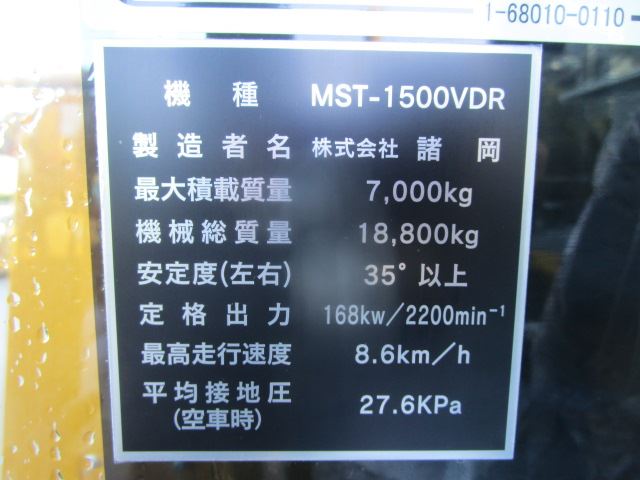 1-68010-0110
機種 MST-1500VDR
製造者名 株式会社 諸岡
最大積載質量 7,000kg
機械総質量 18,800kg
安定度(左右) 35°以上
定格出力 168kw/2200min⁻¹
最高走行速度 8.6km/h
平均接地圧 27.6KPa
(空車時)